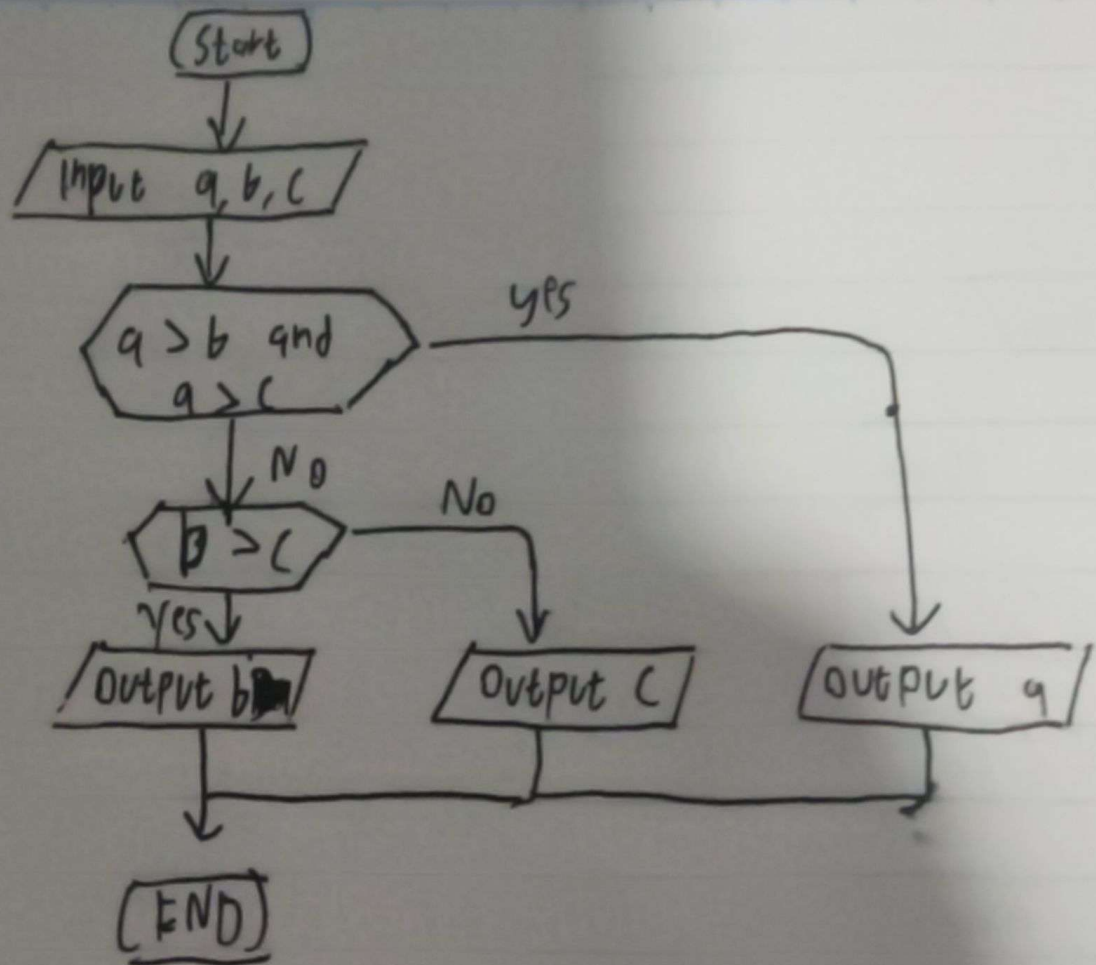 Start
Input a, b, c
a > b and
a > c
yes
No
No
B > C
Yes
Output b
Output C
Output a
END